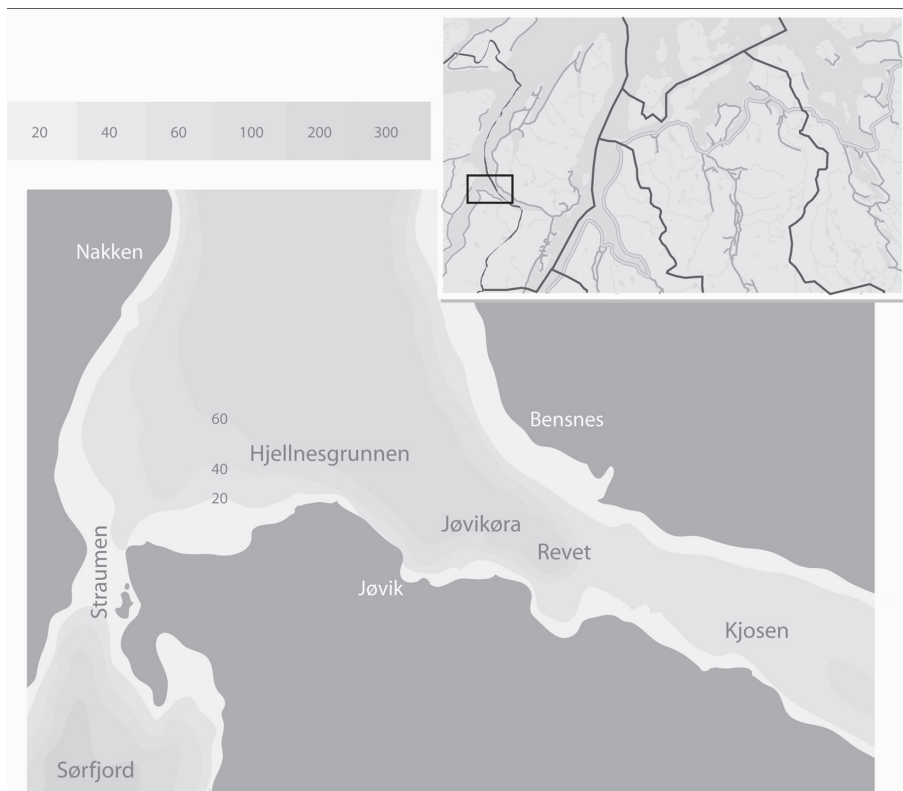 20 40 60 100 200 300
Nakken
Bensnes
60
Hjellnesgrunnen
40
20
Jøvikøra
Revet
Straumen
Jøvik
Kjosen
Sørfjord